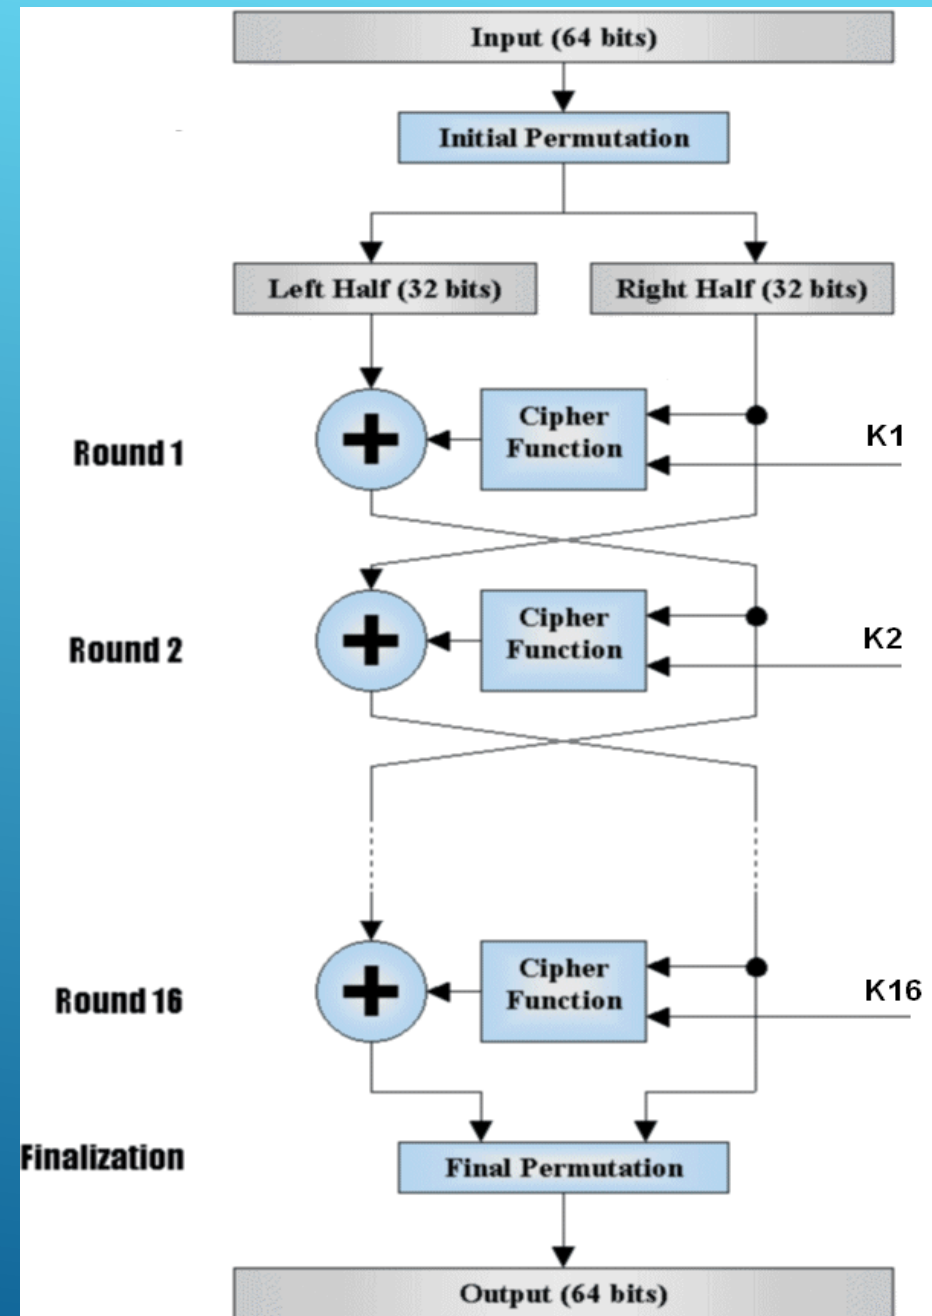 Input (64 bits)
Initial Permutation
Left Half (32 bits)
Right Half (32 bits)
Round 1
Cipher
Function
K1
Round 2
Cipher
Function
K2
Round 16
Cipher
Function
K16
Finalization
Final Permutation
Output (64 bits)